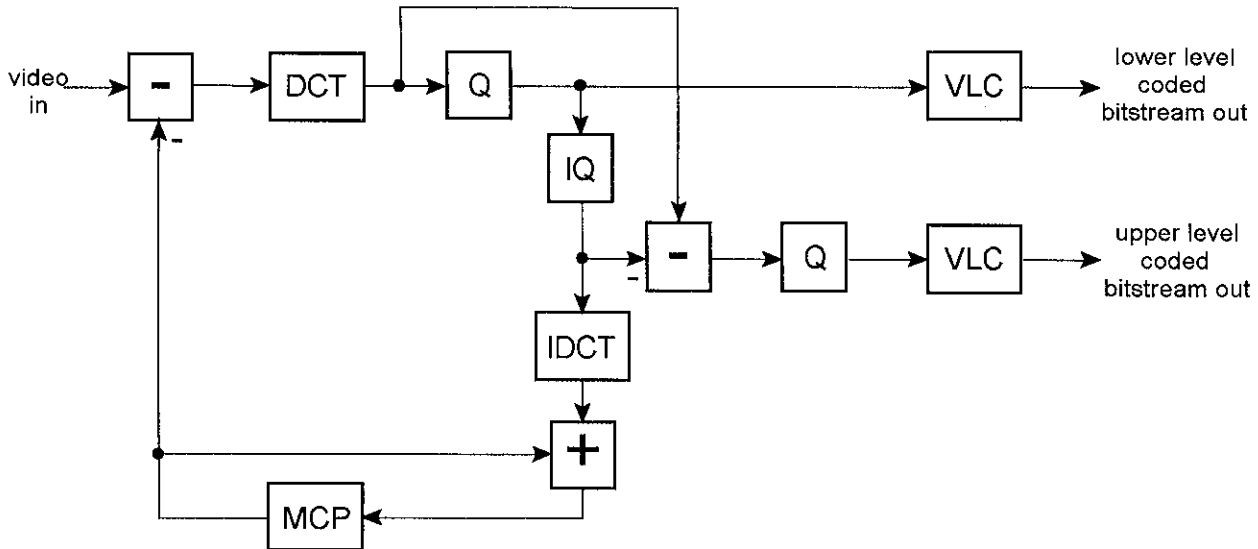 video
in
-
DCT
Q
VLC
lower level
coded
bitstream out
-
IQ
-
-
Q
VLC
upper level
coded
bitstream out
IDCT
+
MCP